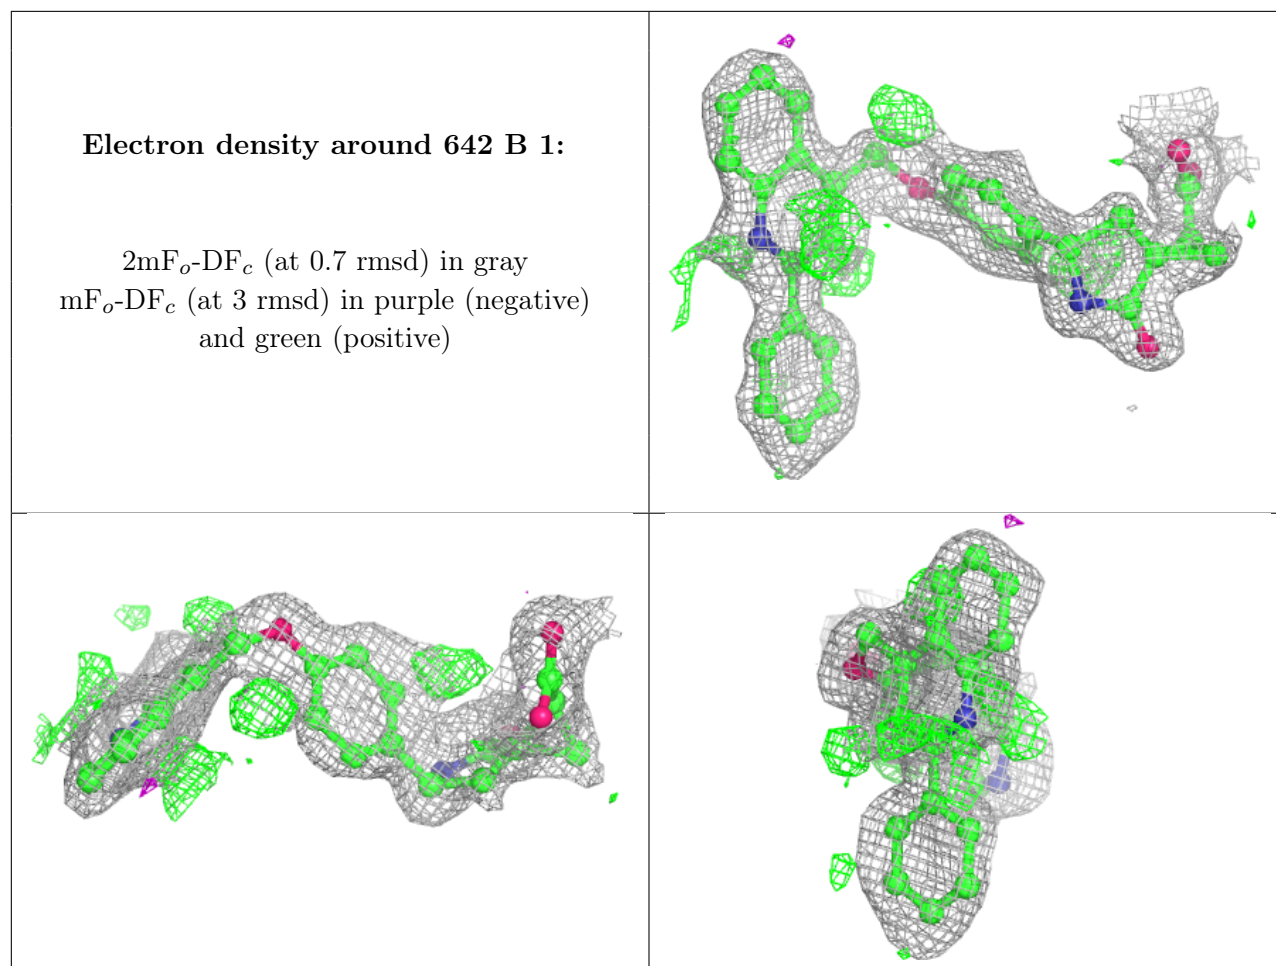 Electron density around 642 B 1:
2mFo-DFc (at 0.7 rmsd) in gray
mFo-DFc (at 3 rmsd) in purple (negative)
and green (positive)